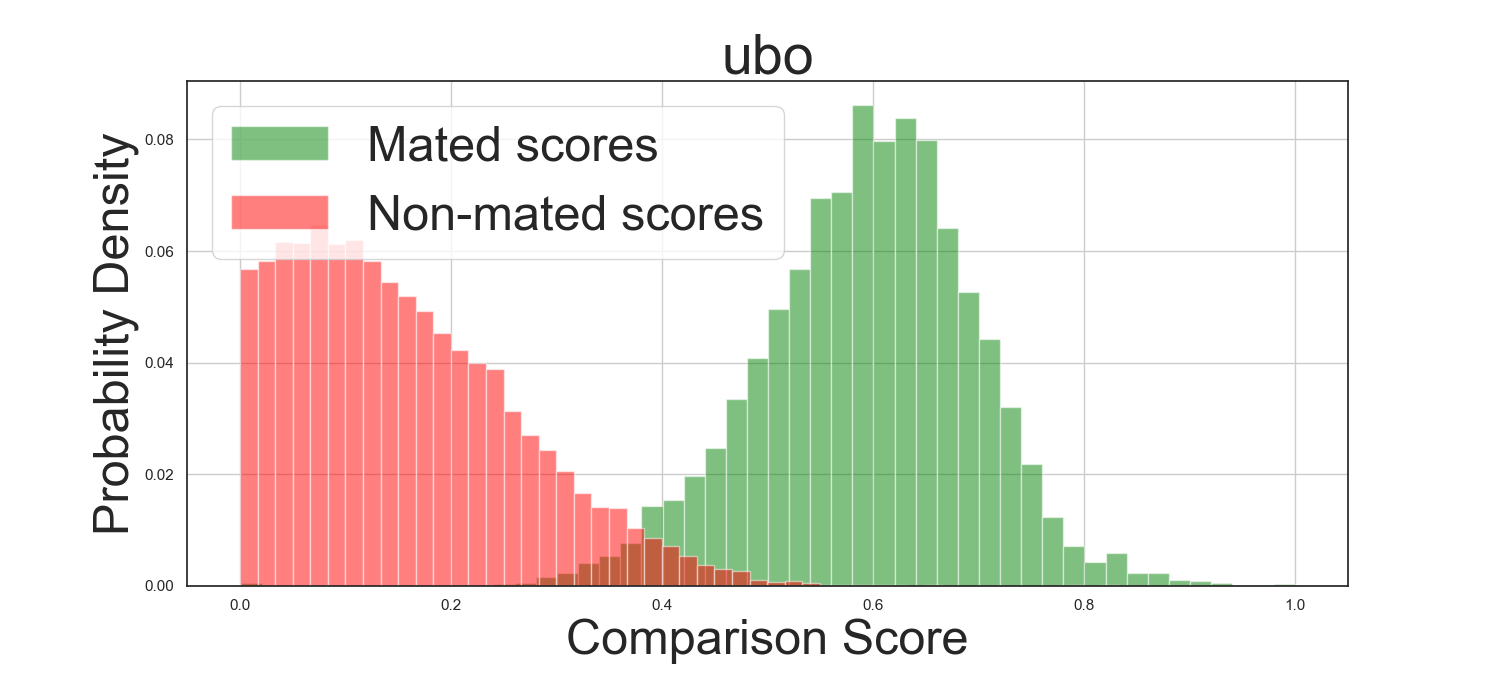 ubo
Mated scores
Non-mated scores
Probability Density
0.08
0.06
0.04
0.02
0.00
0.0 0.2 0.4 0.6 0.8 1.0
Comparison Score